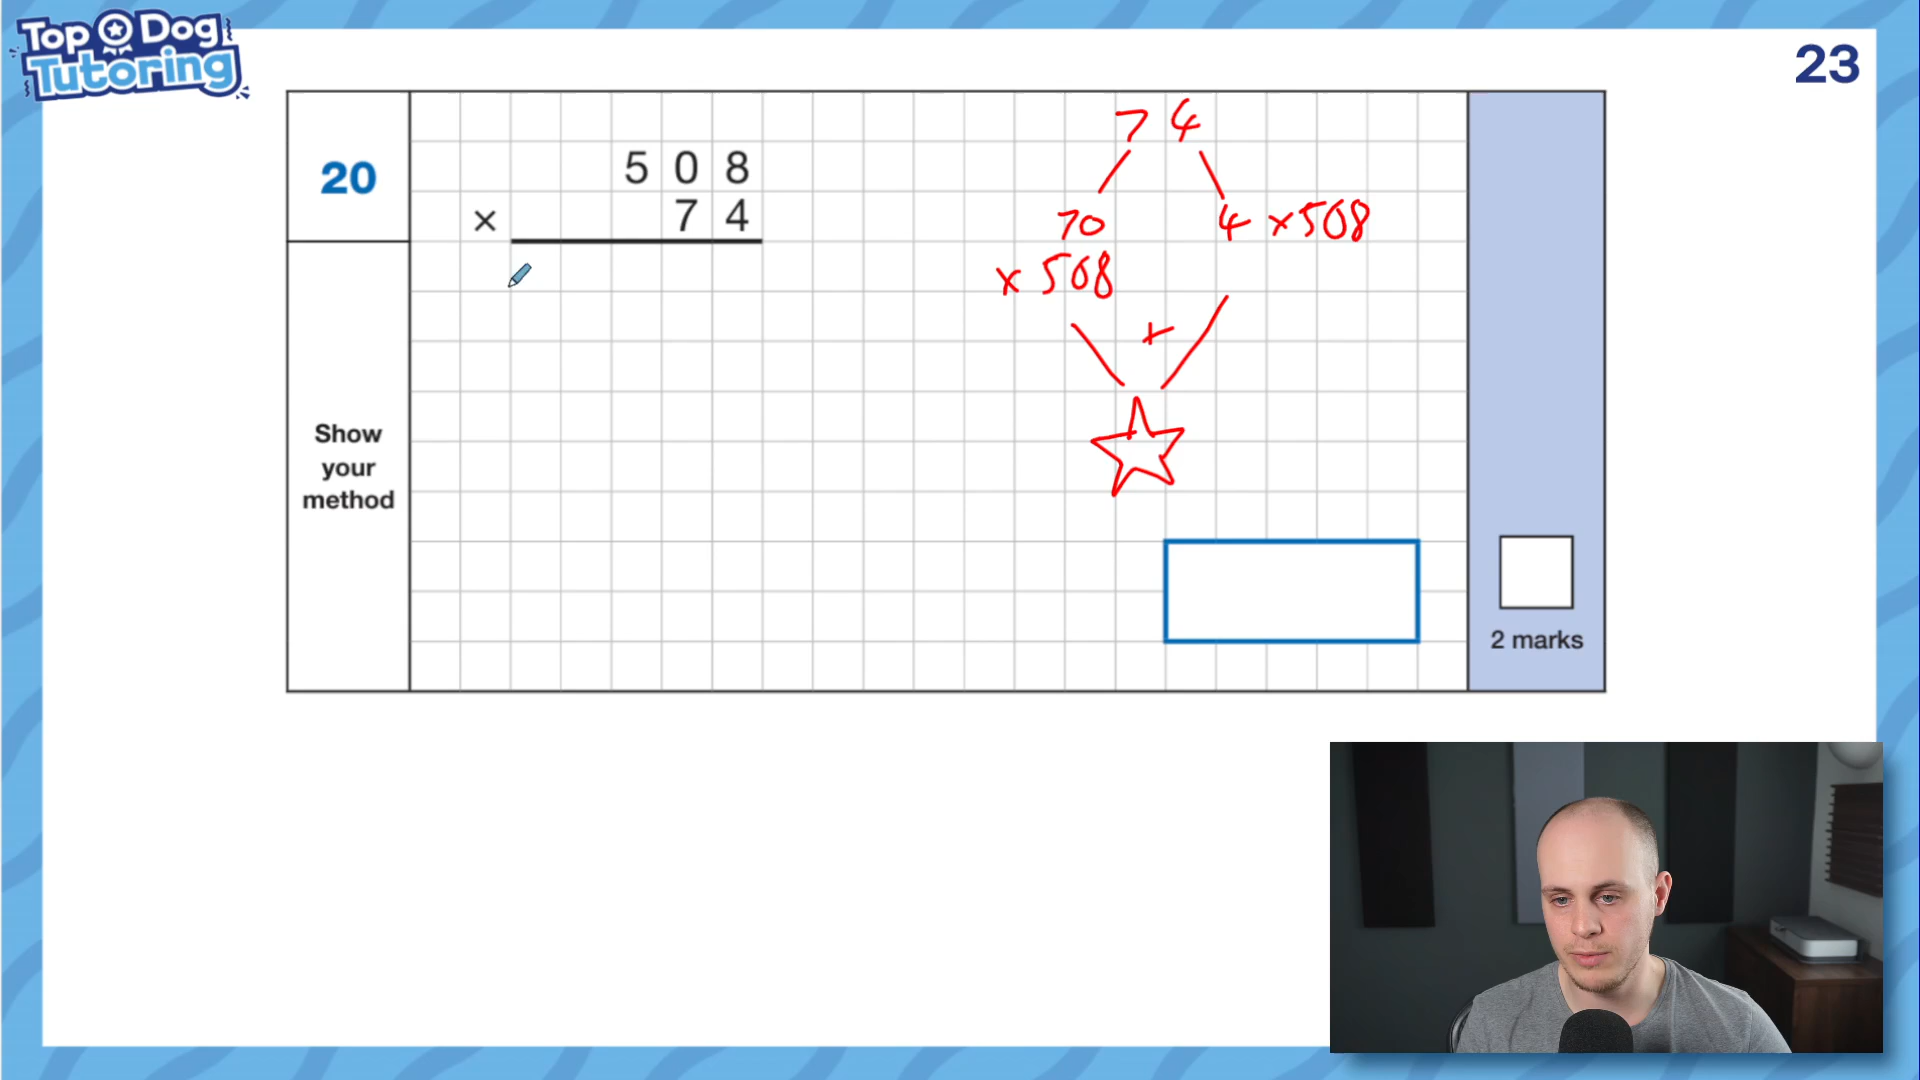 Top Dog
Tutoring
23
20
5 0 8
× 7 4
Show
your
method
7 4
70
4 × 508
× 508
+
2 marks